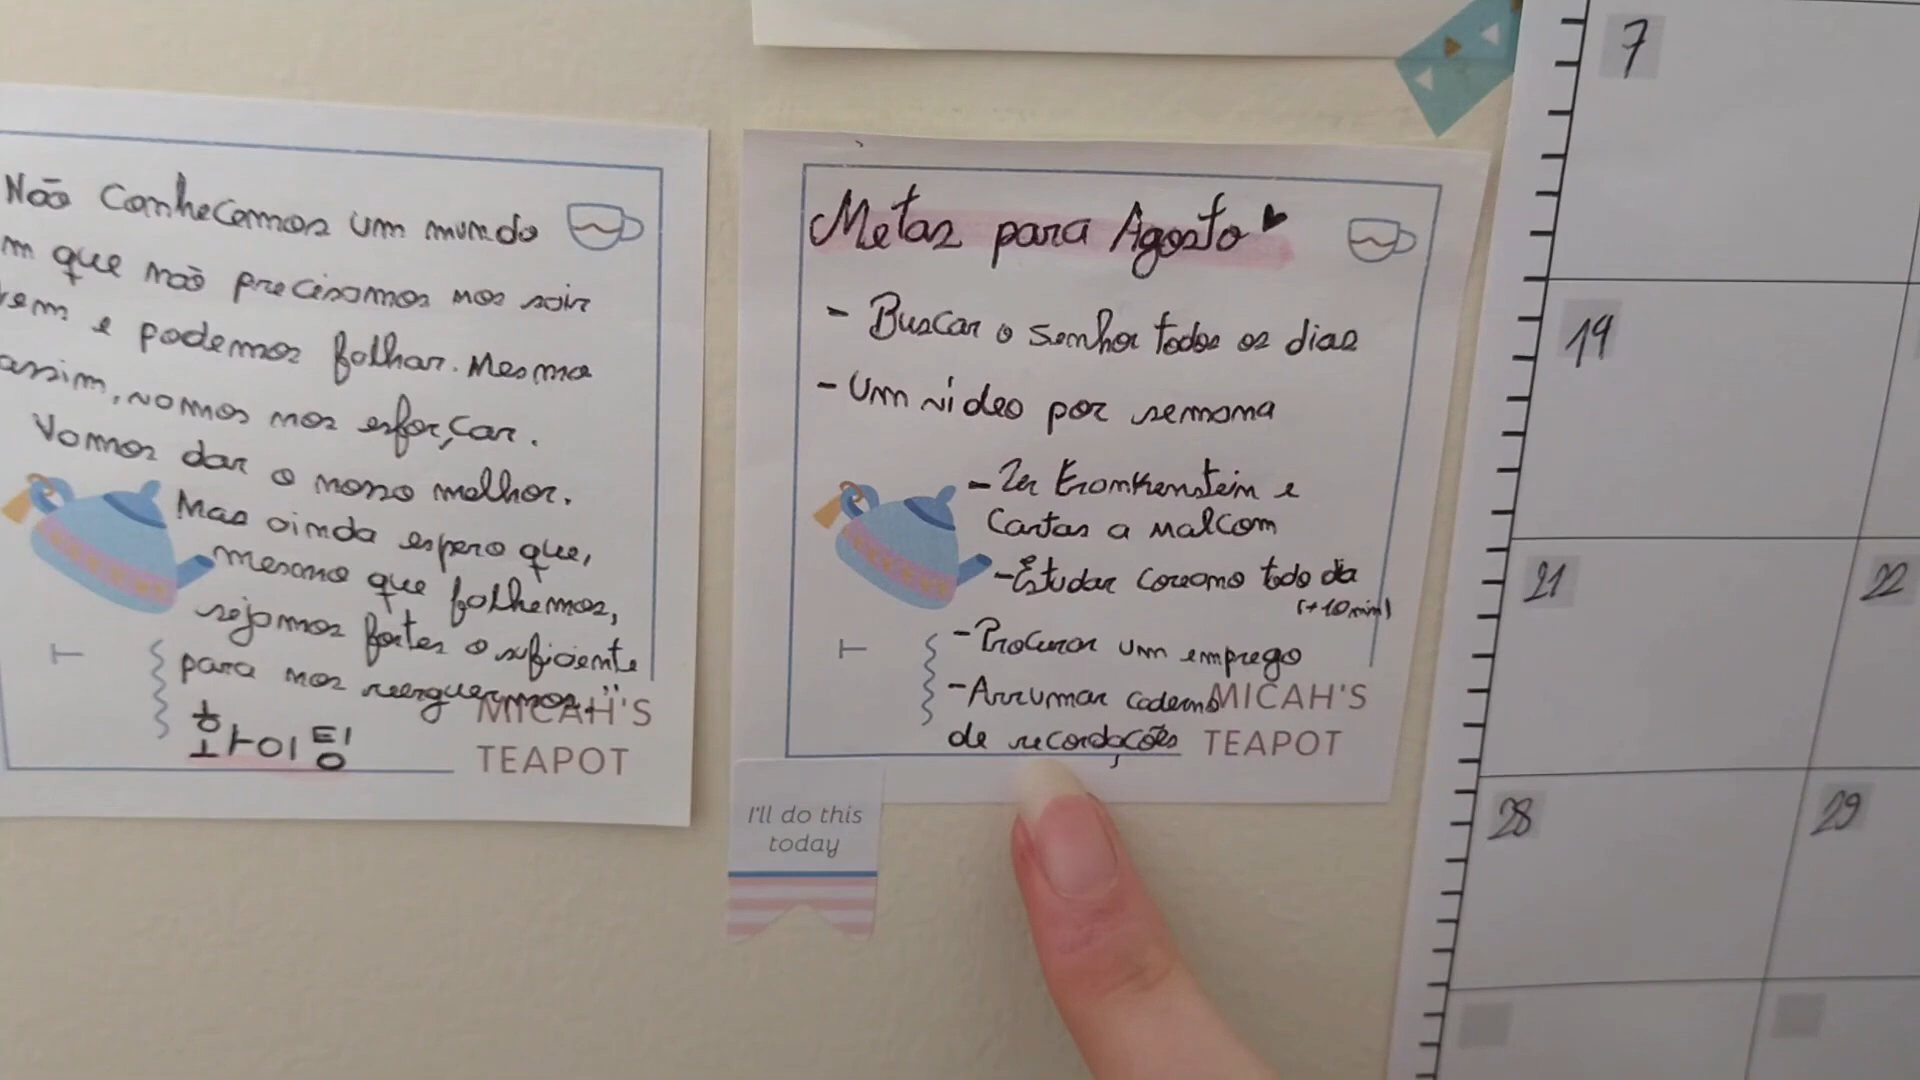 Não conhecemos um mundo
m que não precisamos nos sair
bem e podemos falhar. Mesmo
assim, vamos nos esforçar.
Vamos dar o nosso melhor.
Mas ainda espero que,
mesmo que falhemos,
sejamos fortes o suficiente
para nos reerguermos."
화이팅
MICAH'S
TEAPOT
Metas para Agosto
- Buscar o Senhor todos os dias
- Um vídeo por semana
- Ler Frankenstein e
Cartas a Malcom
- Estudar coreano todo dia
(+10min)
- Procurar um emprego
- Arrumar caderno
de recordações
MICAH'S
TEAPOT
I'll do this
today
7
19
21
22
28
29